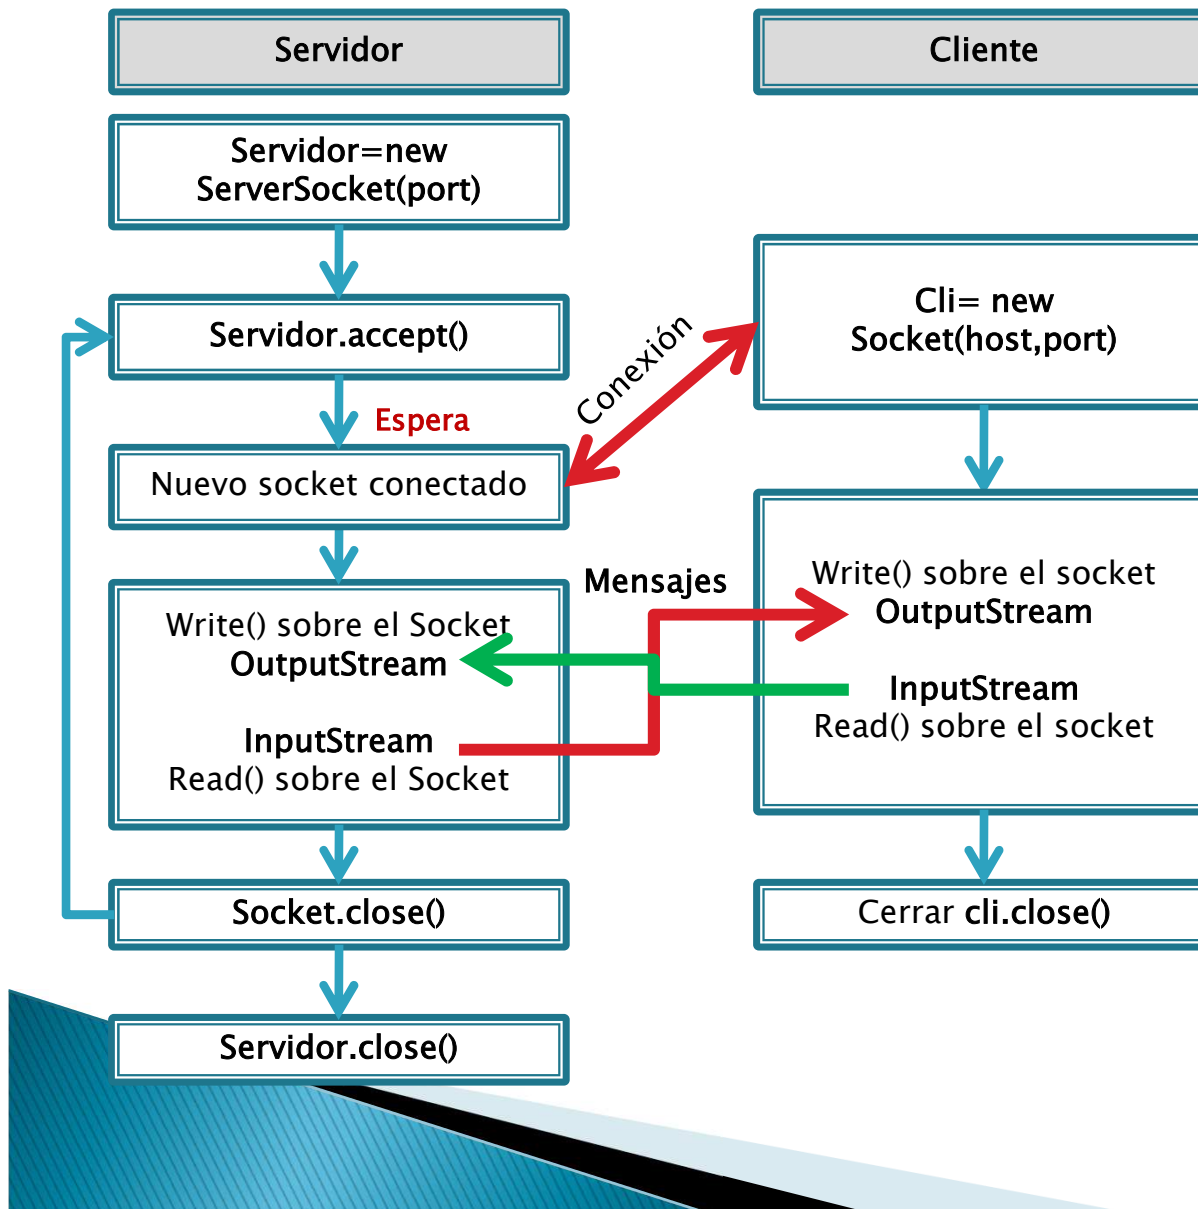 Servidor
Servidor=new
ServerSocket(port)
Servidor.accept()
Espera
Nuevo socket conectado
Write() sobre el Socket
OutputStream
InputStream
Read() sobre el Socket
Socket.close()
Servidor.close()
Conexión
Mensajes
Cliente
Cli= new
Socket(host,port)
Write() sobre el socket
OutputStream
InputStream
Read() sobre el socket
Cerrar cli.close()